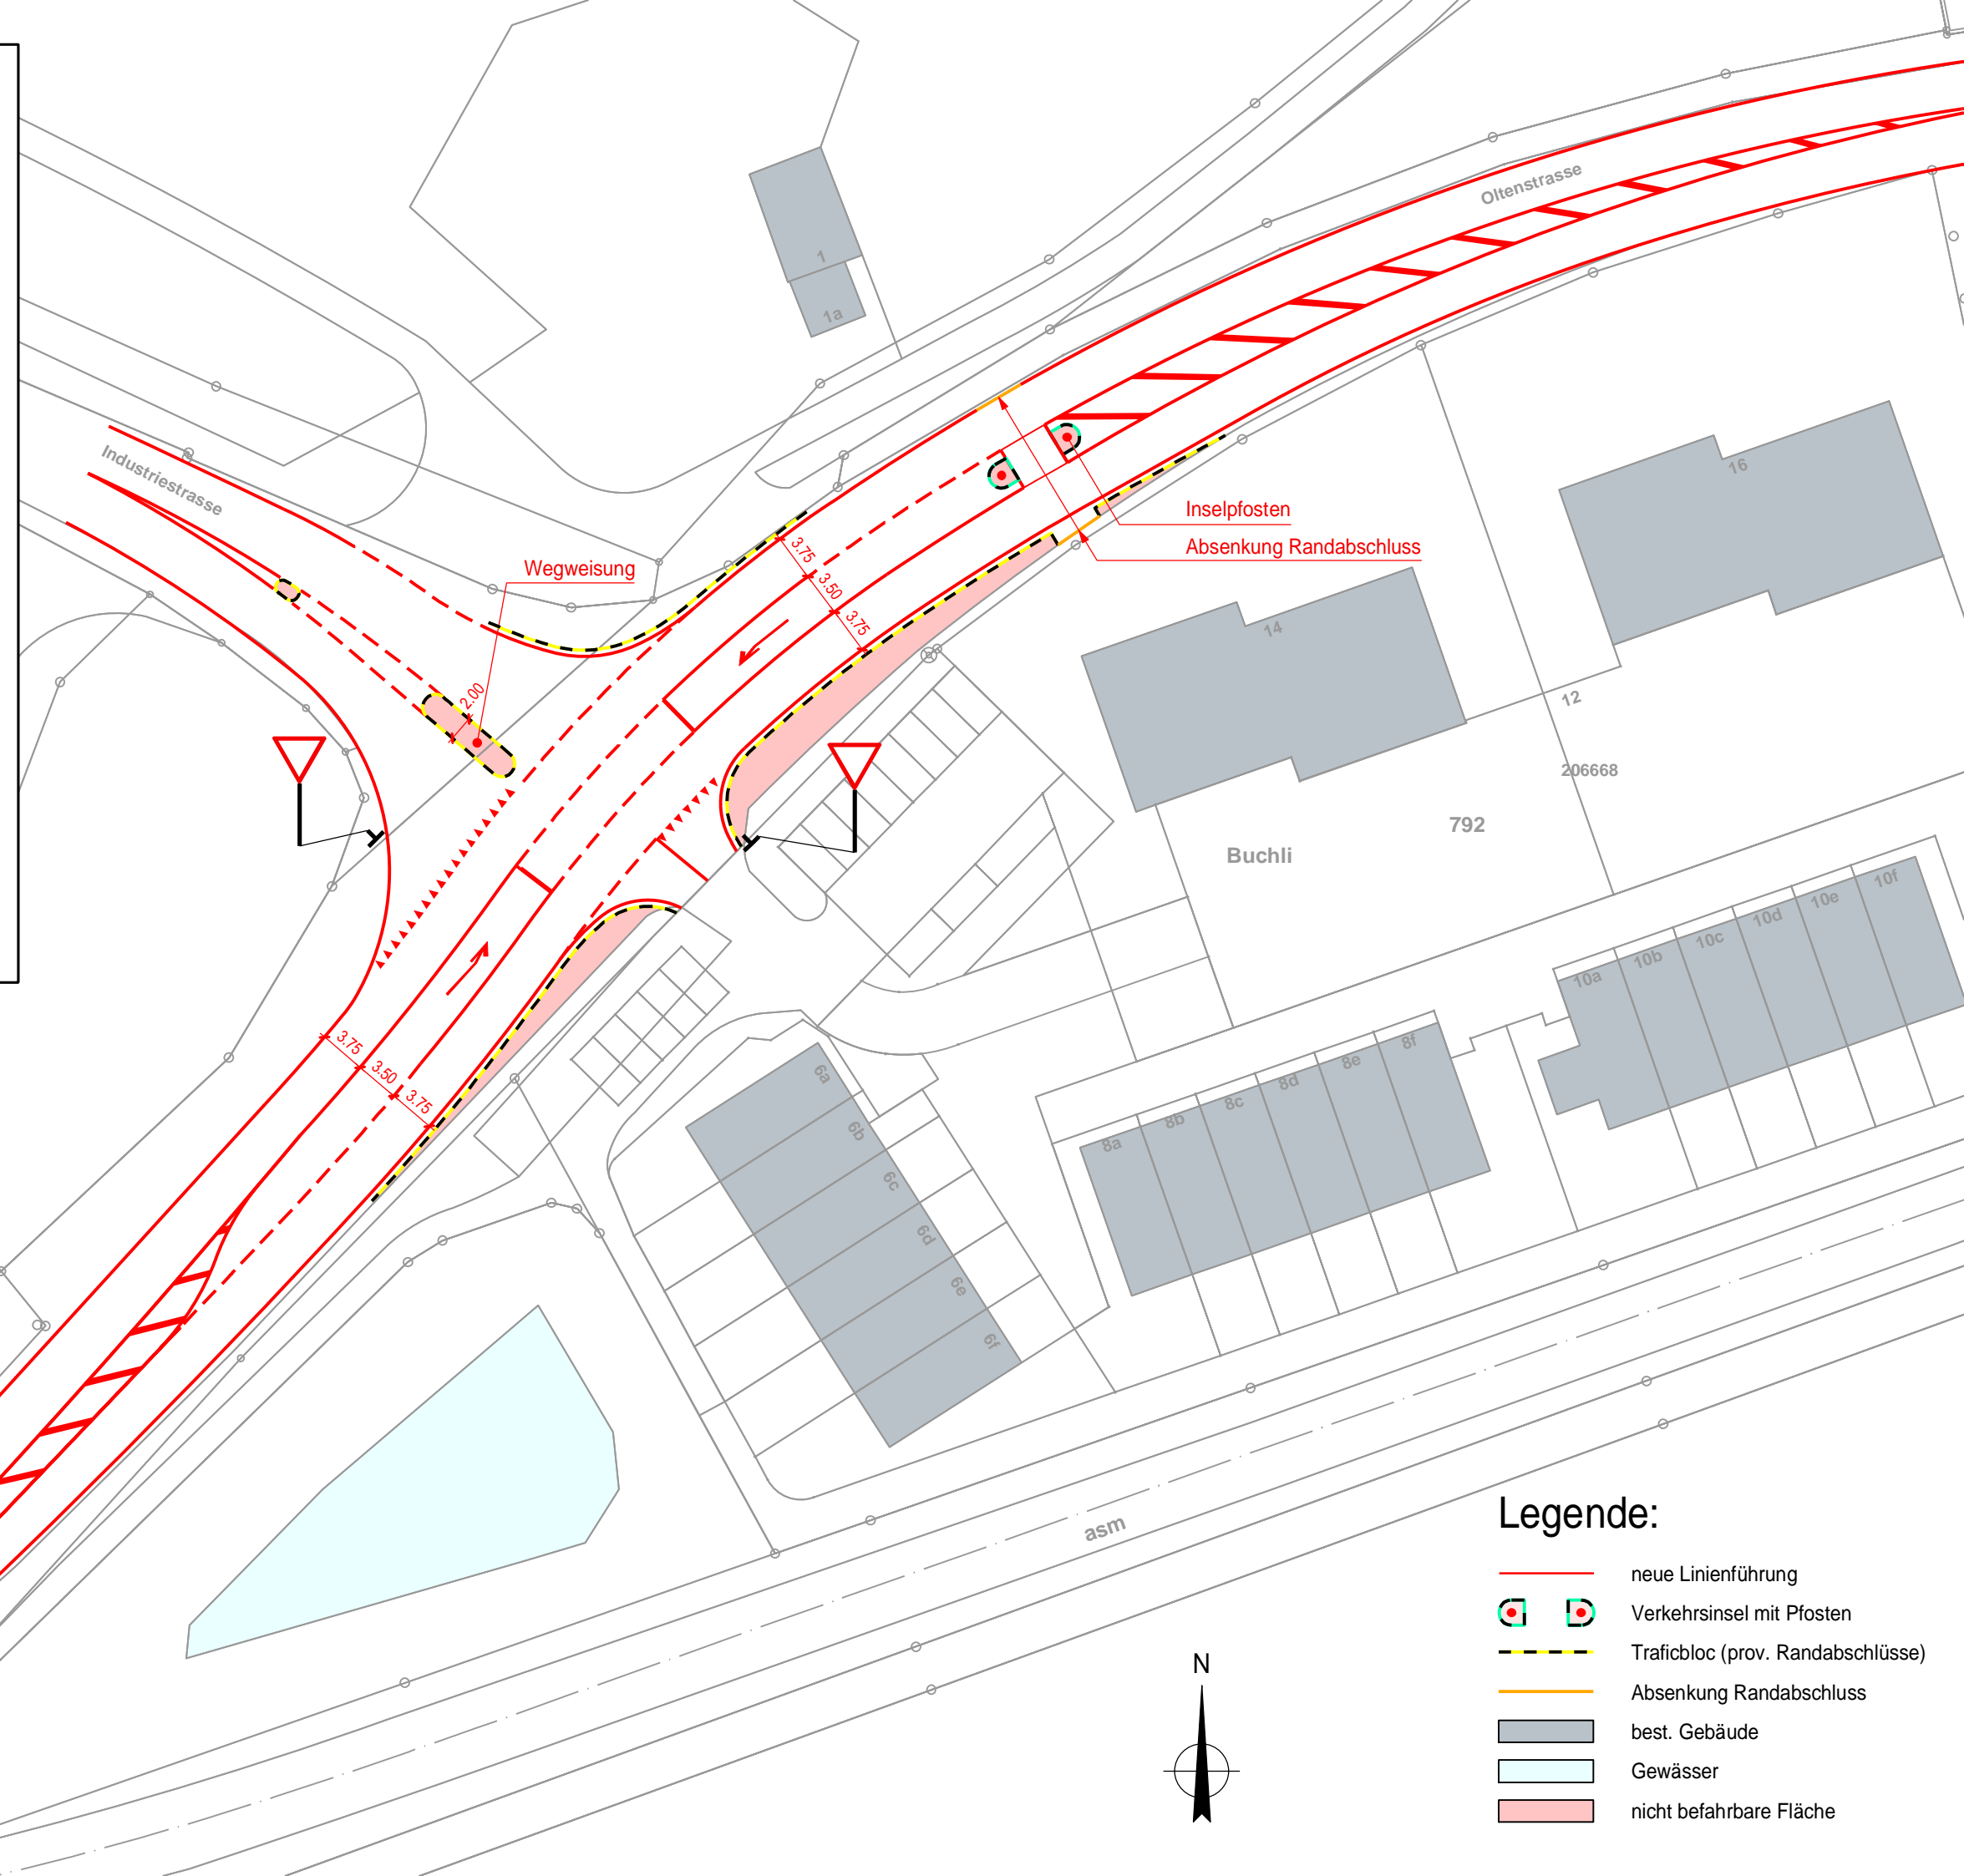 1
1a
Oltenstrasse
Industriestrasse
Wegweisung
Inselpfosten
Absenkung Randabschluss
3.75
3.50
3.75
2.00
16
14
12
206668
792
Buchli
10a
10b
10c
10d
10e
10f
3.75
3.50
3.75
6a
6b
6c
6d
6e
6f
8a
8b
8c
8d
8e
8f
asm
N
Legende:
neue Linienführung
Verkehrsinsel mit Pfosten
Traficbloc (prov. Randabschlüsse)
Absenkung Randabschluss
best. Gebäude
Gewässer
nicht befahrbare Fläche